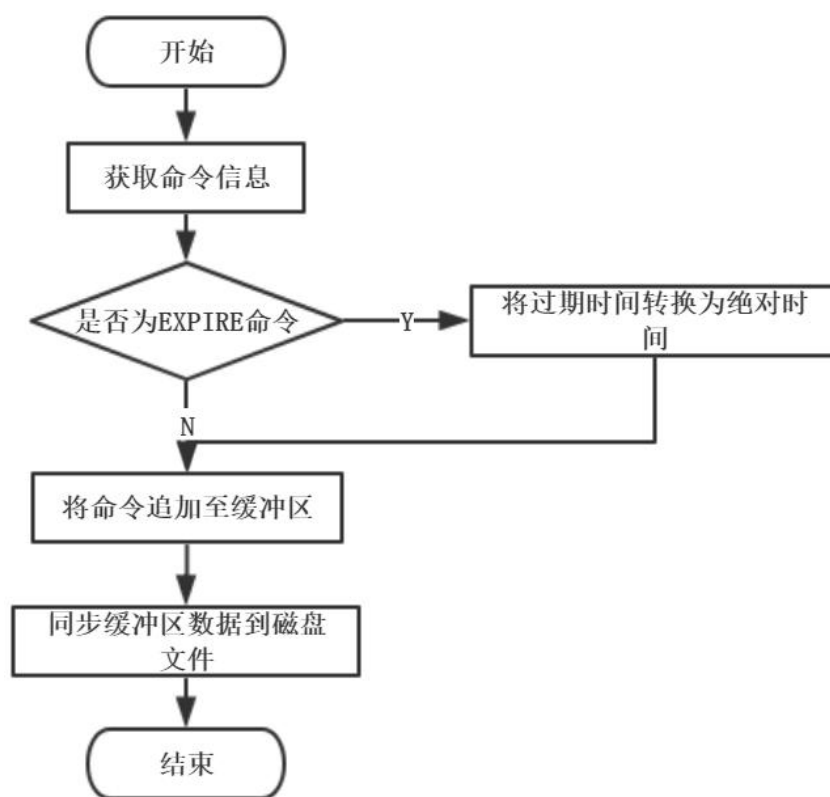 开始
获取命令信息
是否为EXPIRE命令
Y
将过期时间转换为绝对时
间
N
将命令追加至缓冲区
同步缓冲区数据到磁盘
文件
结束